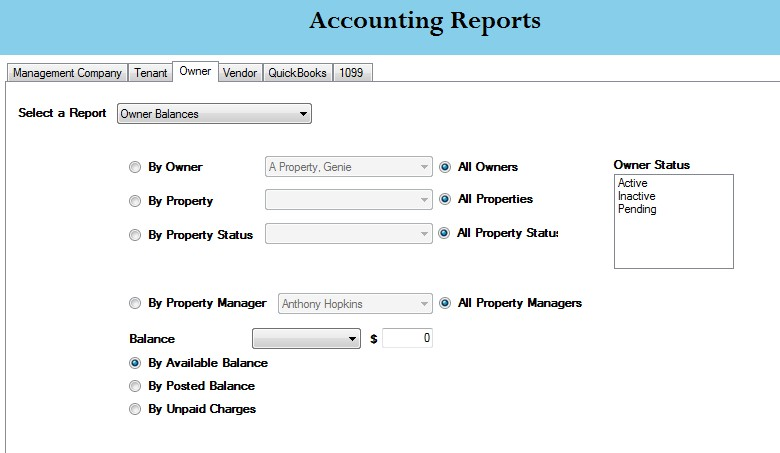 Accounting Reports
Management Company Tenant Owner Vendor QuickBooks 1099
Select a Report Owner Balances
By Owner A Property, Genie All Owners Owner Status
Active
Inactive
Pending
By Property All Properties
By Property Status All Property Status
By Property Manager Anthony Hopkins All Property Managers
Balance $ 0
By Available Balance
By Posted Balance
By Unpaid Charges